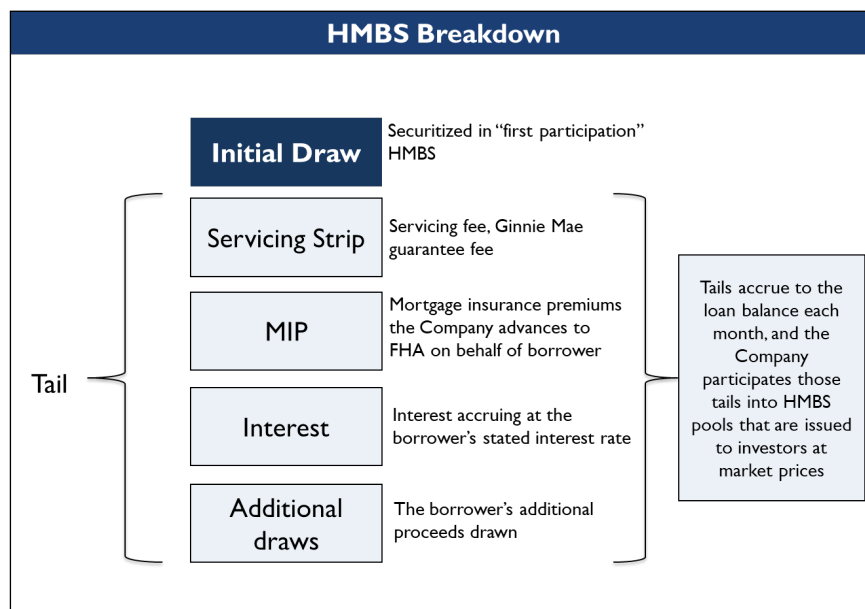 HMBS Breakdown
Initial Draw
Securitized in “first participation”
HMBS
Tail
Servicing Strip
Servicing fee, Ginnie Mae
guarantee fee
MIP
Mortgage insurance premiums
the Company advances to
FHA on behalf of borrower
Interest
Interest accruing at the
borrower’s stated interest rate
Additional
draws
The borrower’s additional
proceeds drawn
Tails accrue to the
loan balance each
month, and the
Company
participates those
tails into HMBS
pools that are issued
to investors at
market prices